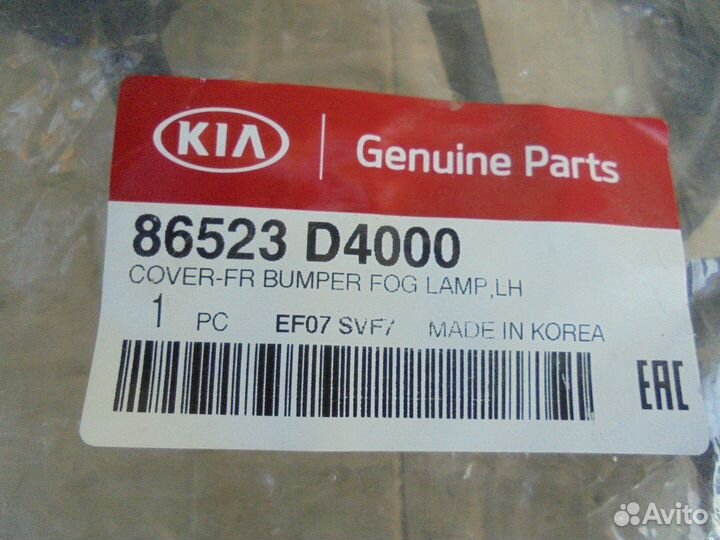 KIA Genuine Parts
86523 D4000
COVER-FR BUMPER FOG LAMP,LH
1 PC EF07 SVF7 MADE IN KOREA
EAC
Avito